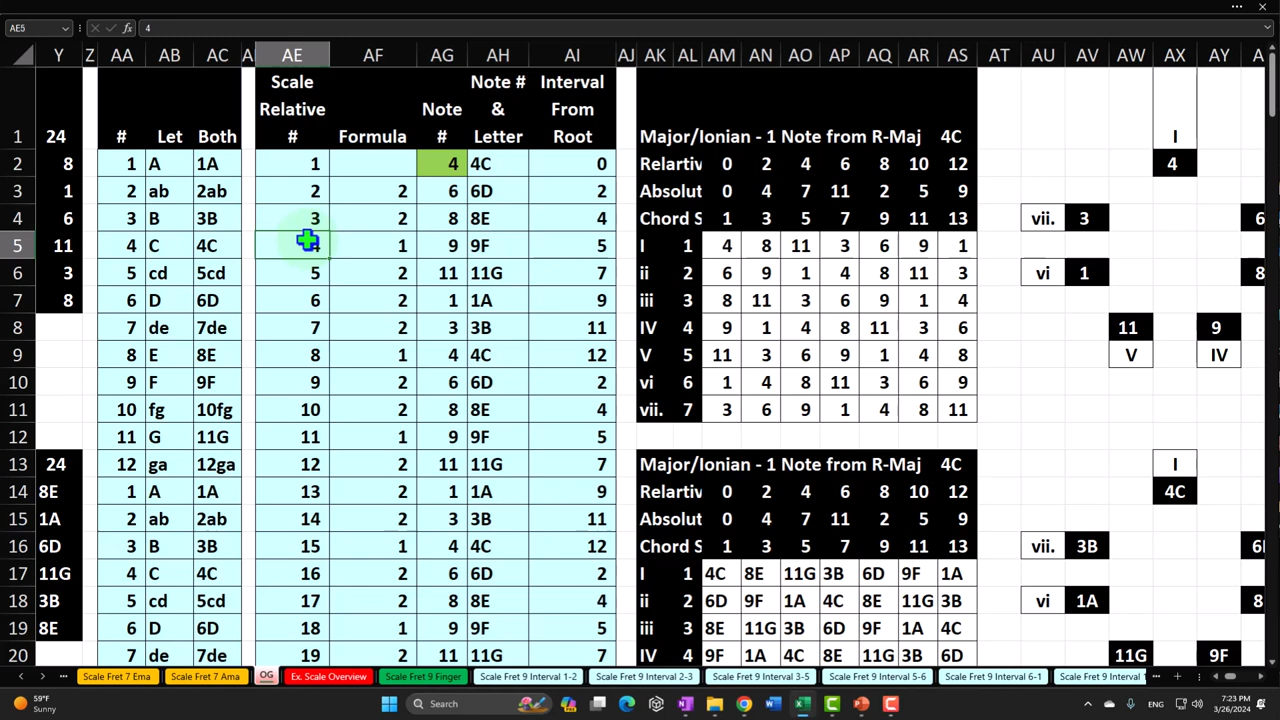 AE5 fx 4
Y Z AA AB AC AE AF AG AH AI AJ AK AL AM AN AO AP AQ AR AS AT AU AV AW AX AY
Scale Note # Interval
Relative Note & From I
1 24 # Let Both # Formula # Letter Root Major/Ionian - 1 Note from R-Maj 4C
2 8 1 A 1A 1 4 4C 0 Relartiv 0 2 4 6 8 10 12 4
3 1 2 ab 2ab 2 2 6 6D 2 Absolut 0 4 7 11 2 5 9
4 6 3 B 3B 3 2 8 8E 4 Chord S 1 3 5 7 9 11 13 vii. 3 6
5 11 4 C 4C 4 1 9 9F 5 I 1 4 8 11 3 6 9 1
6 3 5 cd 5cd 5 2 11 11G 7 ii 2 6 9 1 4 8 11 3 vi 1 8
7 8 6 D 6D 6 2 1 1A 9 iii 3 8 11 3 6 9 1 4
8 7 de 7de 7 2 3 3B 11 IV 4 9 1 4 8 11 3 6 11 9
9 8 E 8E 8 1 4 4C 12 V 5 11 3 6 9 1 4 8 V IV
10 9 F 9F 9 2 6 6D 2 vi 6 1 4 8 11 3 6 9
11 10 fg 10fg 10 2 8 8E 4 vii. 7 3 6 9 1 4 8 11
12 11 G 11G 11 1 9 9F 5
13 24 12 ga 12ga 12 2 11 11G 7 Major/Ionian - 1 Note from R-Maj 4C I
14 8E 1 A 1A 13 2 1 1A 9 Relartiv 0 2 4 6 8 10 12 4C
15 1A 2 ab 2ab 14 2 3 3B 11 Absolut 0 4 7 11 2 5 9
16 6D 3 B 3B 15 1 4 4C 12 Chord S 1 3 5 7 9 11 13 vii. 3B
17 11G 4 C 4C 16 2 6 6D 2 I 1 4C 8E 11G 3B 6D 9F 1A
18 3B 5 cd 5cd 17 2 8 8E 4 ii 2 6D 9F 1A 4C 8E 11G 3B vi 1A 8
19 8E 6 D 6D 18 1 9 9F 5 iii 3 8E 11G 3B 6D 9F 1A 4C
20 7 de 7de 19 2 11 11G 7 IV 4 9F 1A 4C 8E 11G 3B 6D 11G 9F
Scale Fret 7 Ema Scale Fret 7 Ama OG Ex. Scale Overview Scale Fret 9 Finger Scale Fret 9 Interval 1-2 Scale Fret 9 Interval 2-3 Scale Fret 9 Interval 3-5 Scale Fret 9 Interval 5-6 Scale Fret 9 Interval 6-1 Scale Fret 9 Interval 1
59°F
Sunny
Search
ENG
7:23 PM
3/26/2024